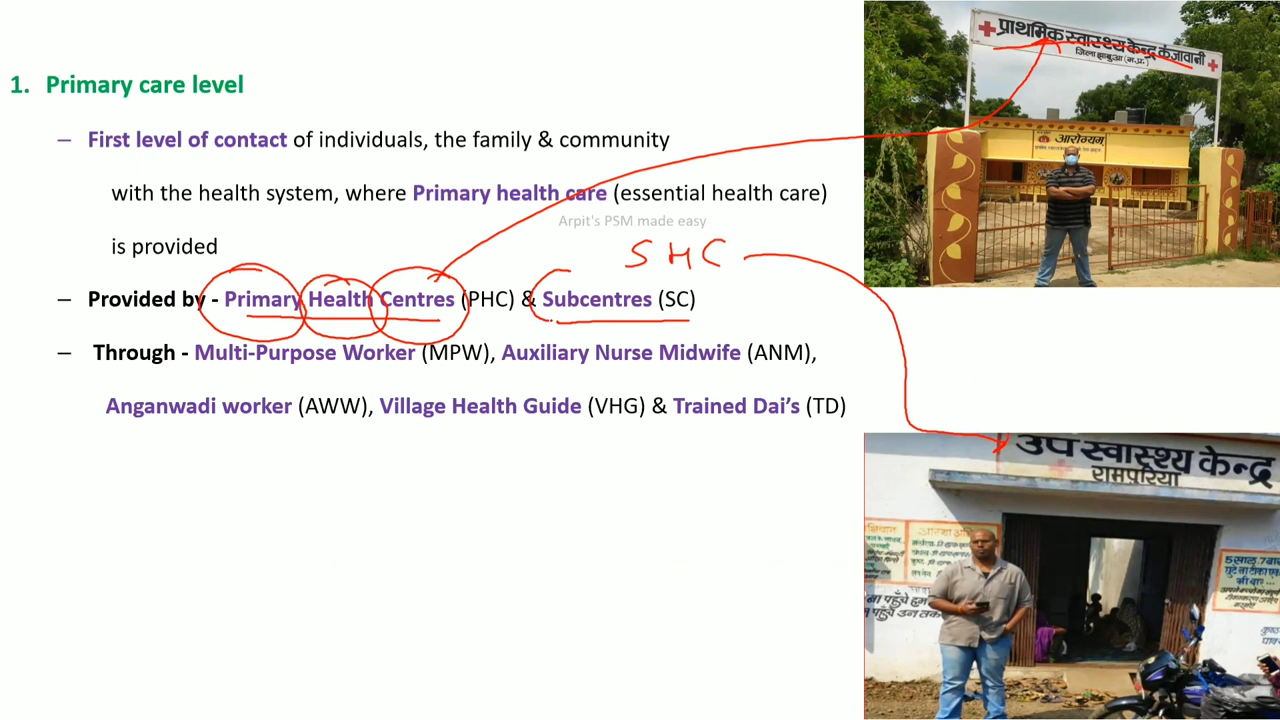 1. Primary care level
– First level of contact of individuals, the family & community
with the health system, where Primary health care (essential health care)
Arpit's PSM made easy
is provided
SHC
– Provided by - Primary Health Centres (PHC) & Subcentres (SC)
– Through - Multi-Purpose Worker (MPW), Auxiliary Nurse Midwife (ANM),
Anganwadi worker (AWW), Village Health Guide (VHG) & Trained Dai's (TD)
प्राथमिक स्वास्थ्य केन्द्र कंजावानी
जिला झाबुआ (म.प्र.)
आरोग्यम्
उप स्वास्थ्य केन्द्र
रामपुरिया
5 साल 7 बार